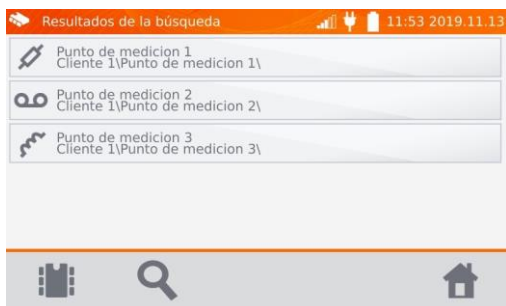 Resultados de la búsqueda
11:53 2019.11.13
Punto de medicion 1
Cliente 1\Punto de medicion 1\
Punto de medicion 2
Cliente 1\Punto de medicion 2\
Punto de medicion 3
Cliente 1\Punto de medicion 3\